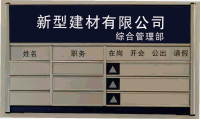 新型建材有限公司
综合管理部
姓名 职务 在岗 开会 公出 请假